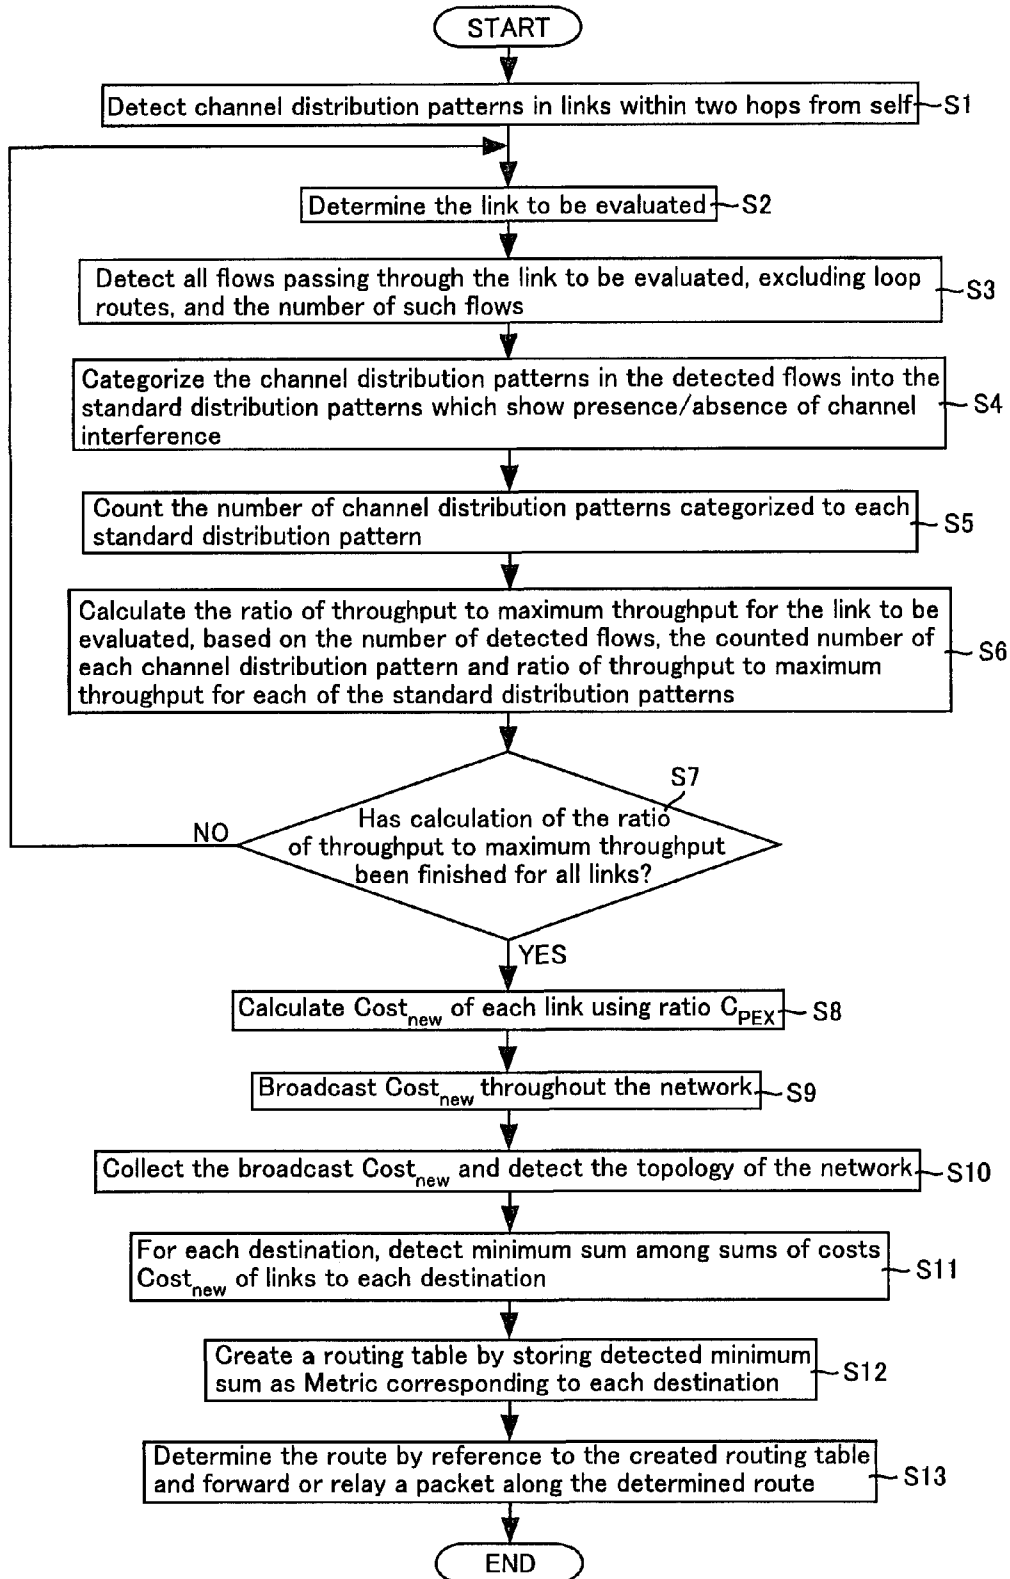 START
Detect channel distribution patterns in links within two hops from self
S1
Determine the link to be evaluated
S2
Detect all flows passing through the link to be evaluated, excluding loop
routes, and the number of such flows
S3
Categorize the channel distribution patterns in the detected flows into the
standard distribution patterns which show presence/absence of channel
interference
S4
Count the number of channel distribution patterns categorized to each
standard distribution pattern
S5
Calculate the ratio of throughput to maximum throughput for the link to be
evaluated, based on the number of detected flows, the counted number of
each channel distribution pattern and ratio of throughput to maximum
throughput for each of the standard distribution patterns
S6
S7
Has calculation of the ratio
of throughput to maximum throughput
been finished for all links?
NO
YES
Calculate Cost_new of each link using ratio C_PEX
S8
Broadcast Cost_new throughout the network
S9
Collect the broadcast Cost_new and detect the topology of the network
S10
For each destination, detect minimum sum among sums of costs
Cost_new of links to each destination
S11
Create a routing table by storing detected minimum
sum as Metric corresponding to each destination
S12
Determine the route by reference to the created routing table
and forward or relay a packet along the determined route
S13
END